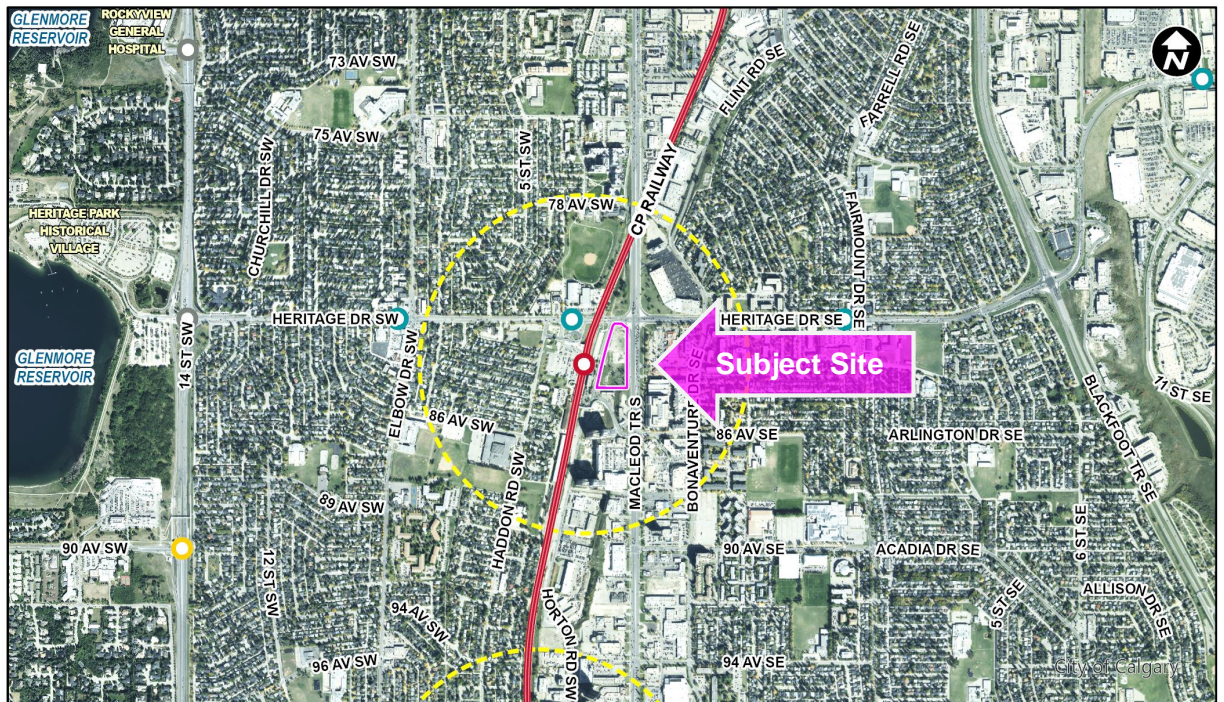 GLENMORE
RESERVOIR
ROCKYVIEW
GENERAL
HOSPITAL
N
73 AV SW
FLINT RD SE
FARRELL RD SE
75 AV SW
5 ST SW
CHURCHILL DR SW
CP RAILWAY
78 AV SW
HERITAGE PARK
HISTORICAL
VILLAGE
FAIRMOUNT DR SE
HERITAGE DR SW
HERITAGE DR SE
14 ST SW
GLENMORE
RESERVOIR
ELBOW DR SW
Subject Site
BONAVENTURE DR SE
11 ST SE
BLACKFOOT TR SE
86 AV SW
MACLEOD TR S
86 AV SE
ARLINGTON DR SE
HADDON RD SW
89 AV SW
90 AV SW
90 AV SE
ACADIA DR SE
6 ST SE
12 ST SW
94 AV SW
HORTON RD SW
5 ST SE
ALLISON DR SE
96 AV SW
94 AV SE
City of Calgary